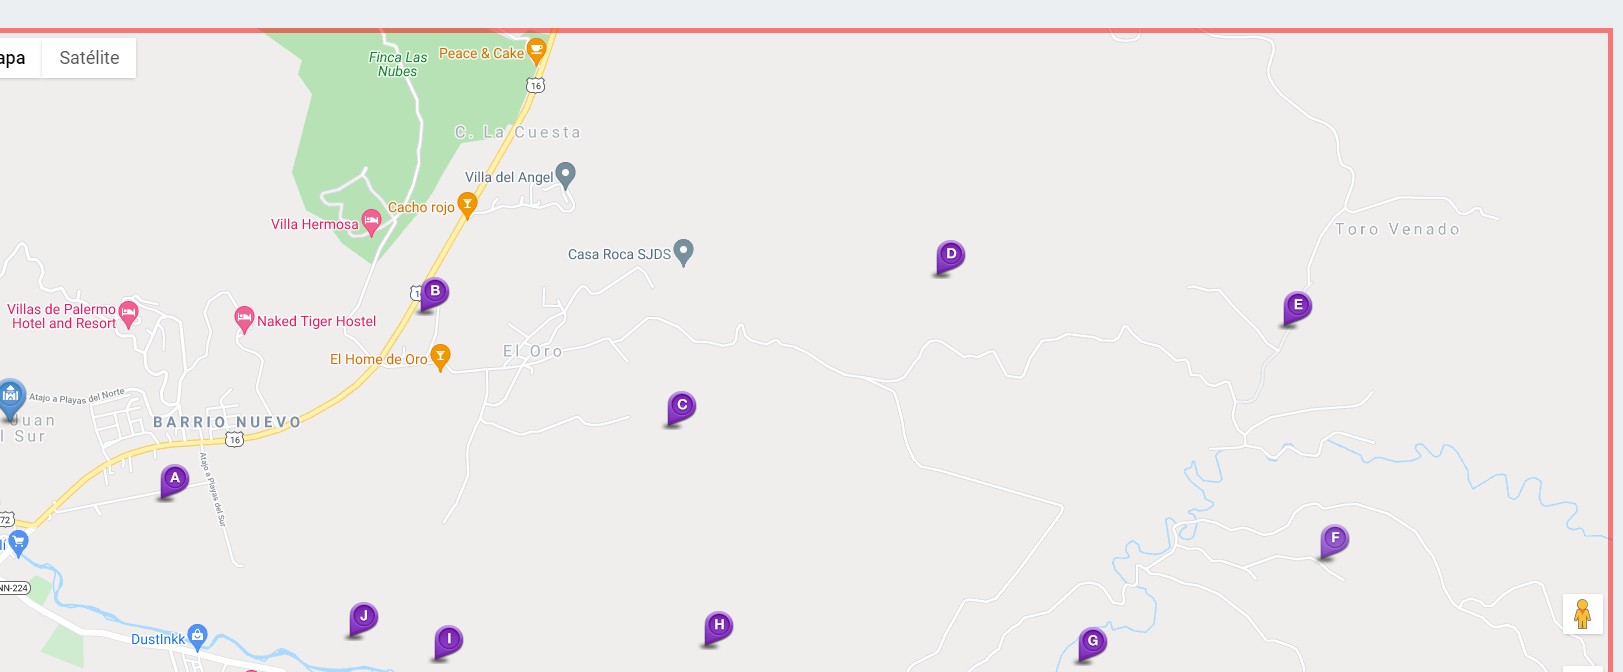 apa
Satélite
Finca Las
Nubes
Peace & Cake
16
C. La Cuesta
Villa del Angel
Cacho rojo
Villa Hermosa
Toro Venado
Casa Roca SJDS
D
B
E
Villas de Palermo
Hotel and Resort
Naked Tiger Hostel
El Oro
El Home de Oro
Atajo a Playas del Norte
C
Juan
l Sur
BARRIO NUEVO
16
Atajo a Playas del Sur
A
72
lí
F
NN-224
J
I
H
G
DustInkk